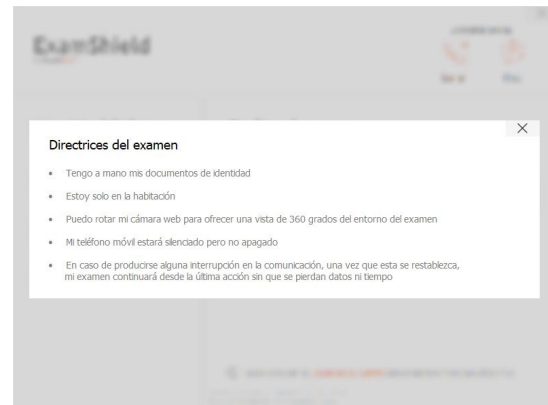 ExamShield
Directrices del examen
Tengo a mano mis documentos de identidad
Estoy solo en la habitación
Puedo rotar mi cámara web para ofrecer una vista de 360 grados del entorno del examen
Mi teléfono móvil estará silenciado pero no apagado
En caso de producirse alguna interrupción en la comunicación, una vez que esta se restablezca,
mi examen continuará desde la última acción sin que se pierdan datos ni tiempo